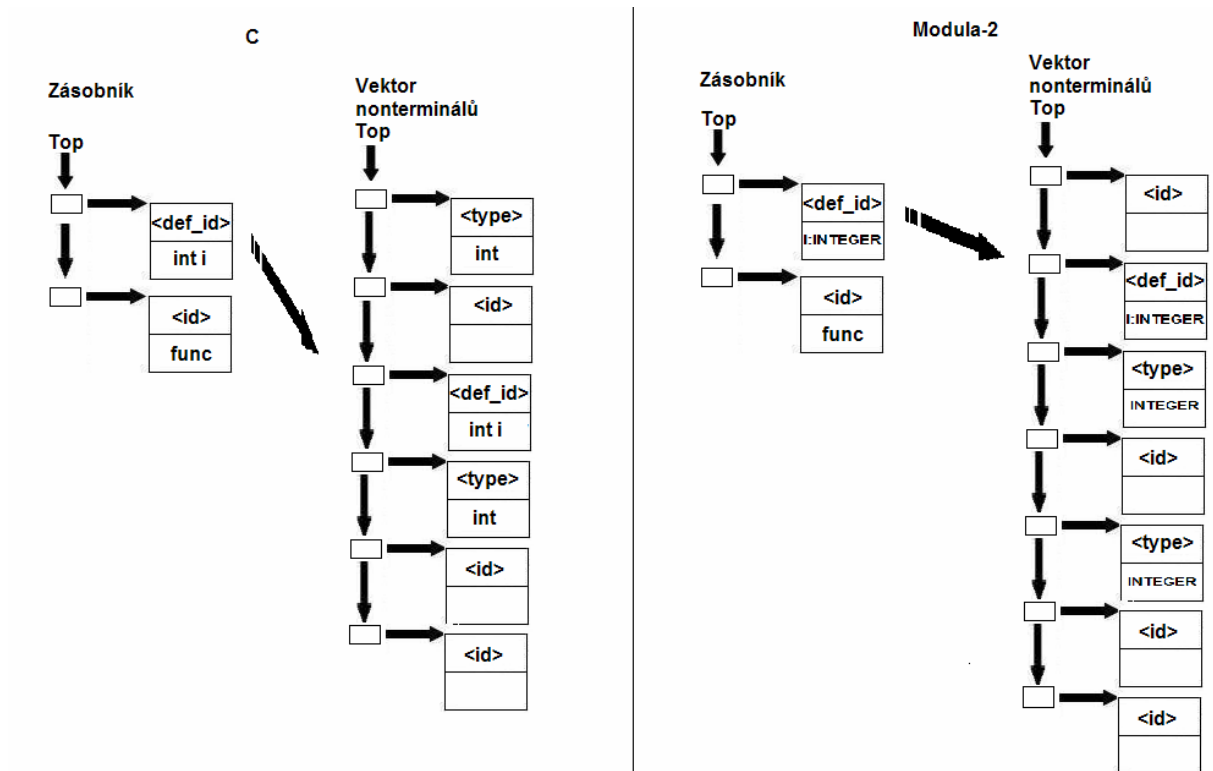 C
Zásobník
Top
<def_id>
int i
<id>
func
Vektor
nonterminálů
Top
<type>
int
<id>
<def_id>
int i
<type>
int
<id>
<id>
Modula-2
Zásobník
Top
<def_id>
I:INTEGER
<id>
func
Vektor
nonterminálů
Top
<id>
<def_id>
I:INTEGER
<type>
INTEGER
<id>
<type>
INTEGER
<id>
<id>